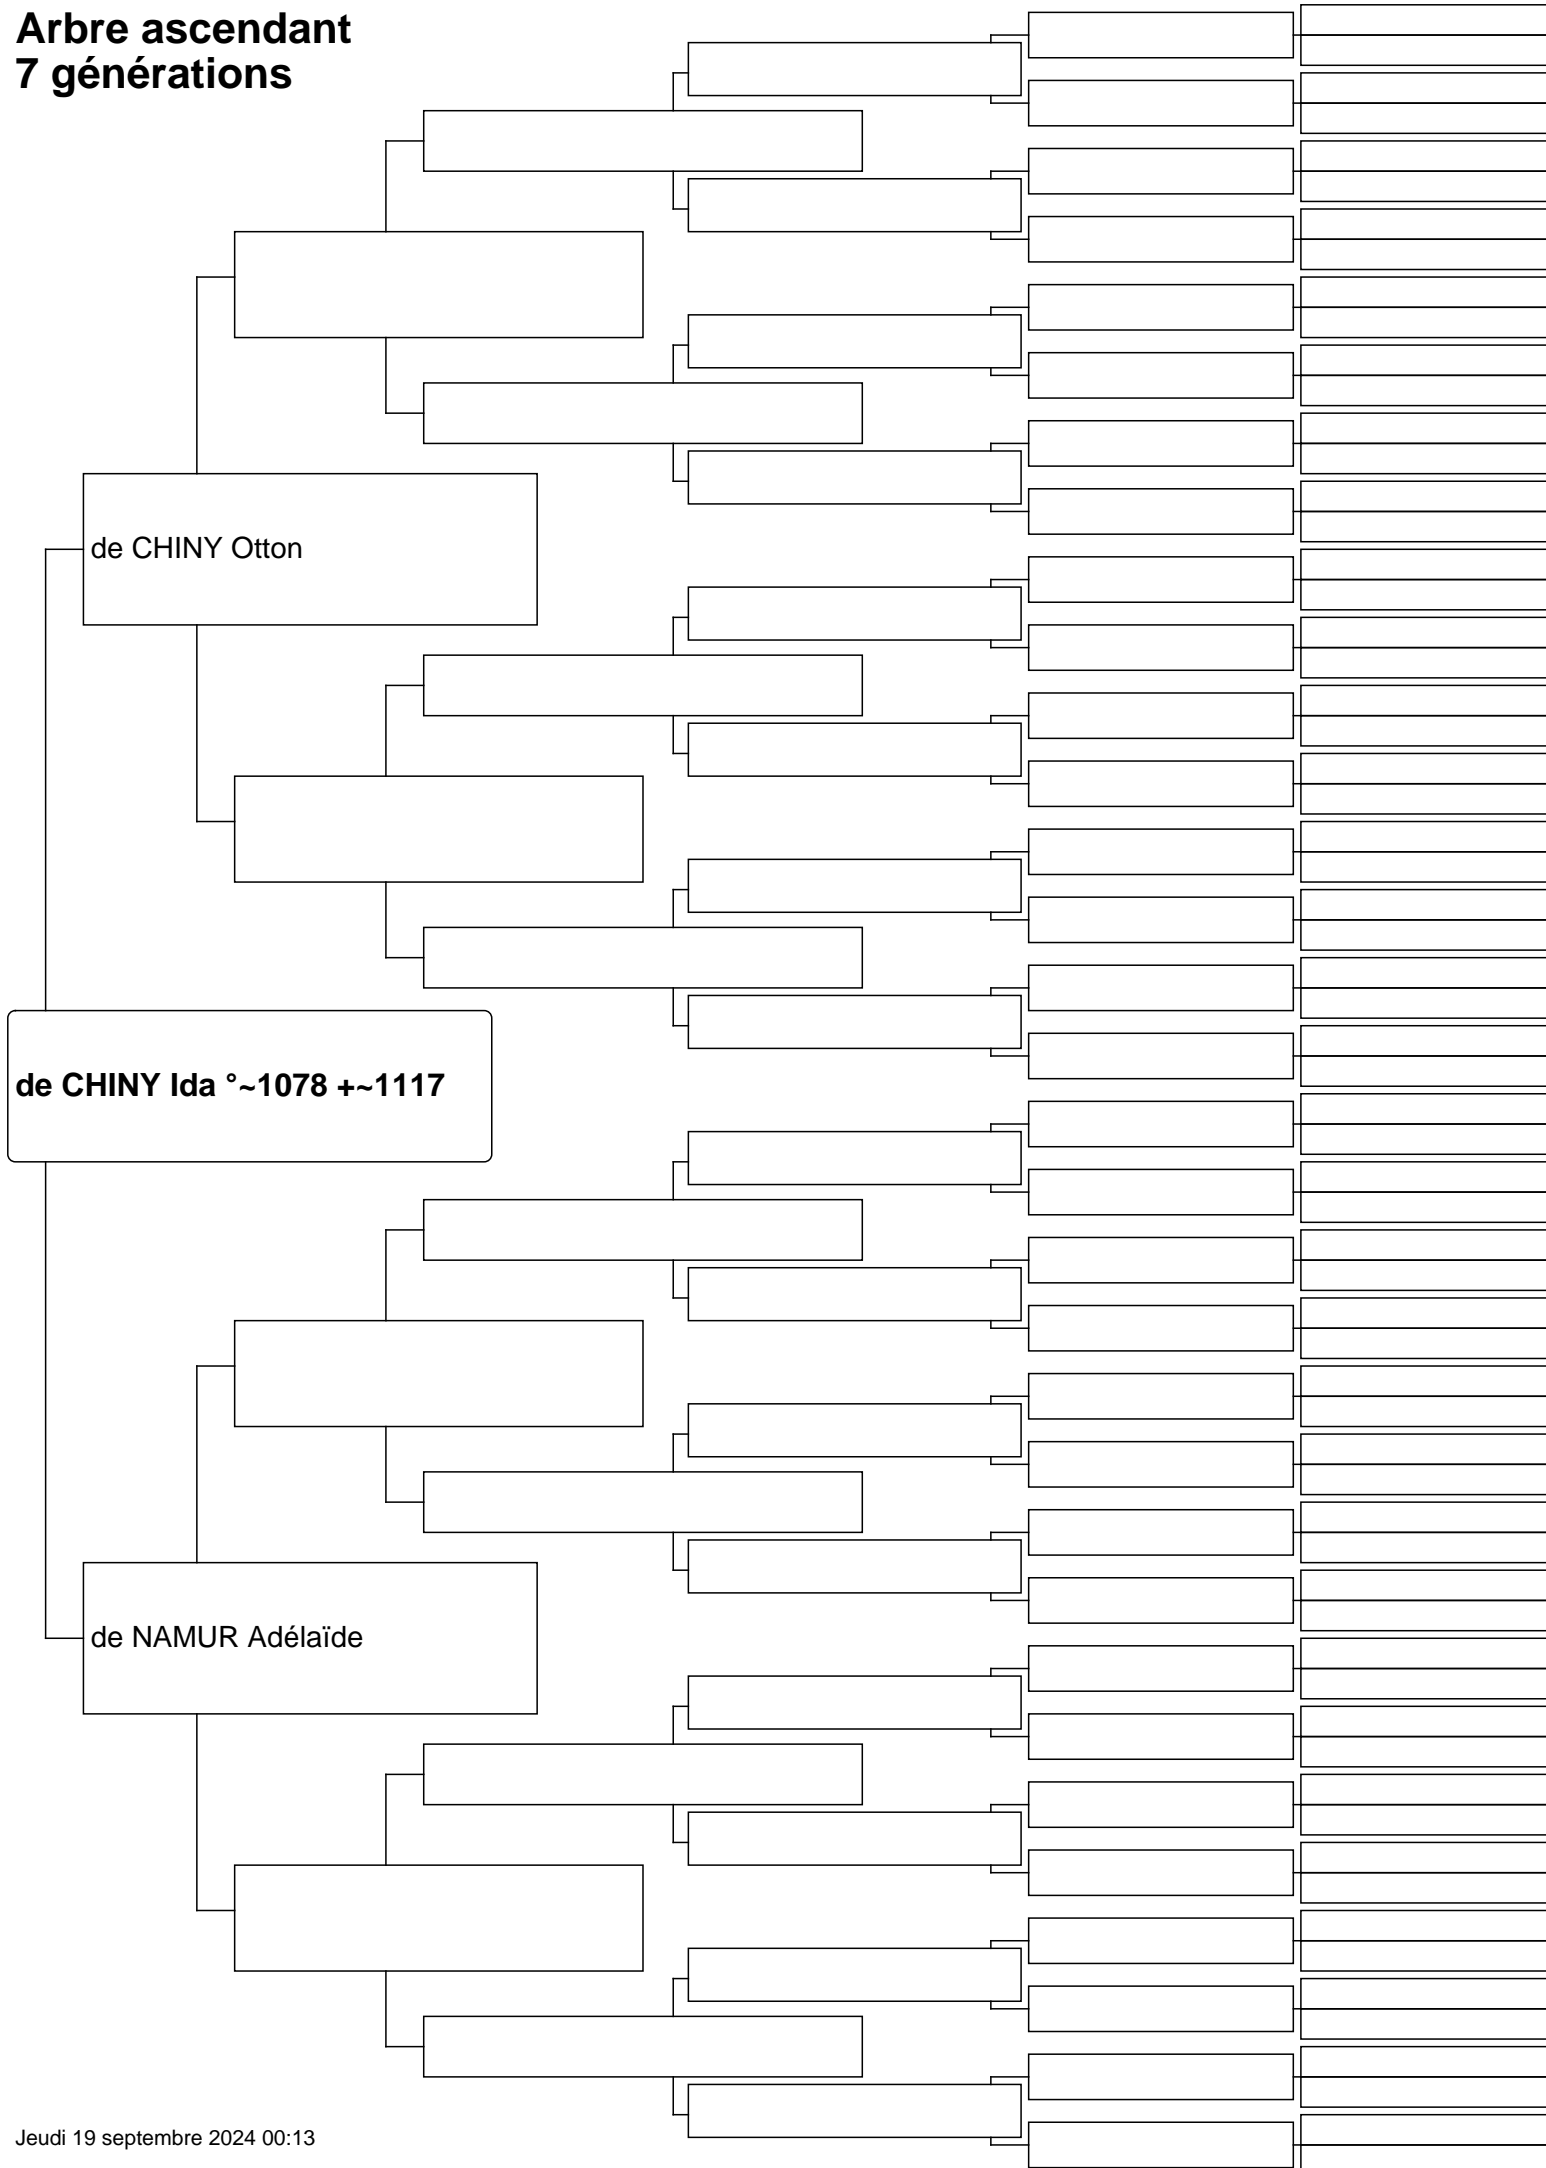 Arbre ascendant
7 générations
de CHINY Otton
de CHINY Ida °~1078 +~1117
de NAMUR Adélaïde
Jeudi 19 septembre 2024 00:13